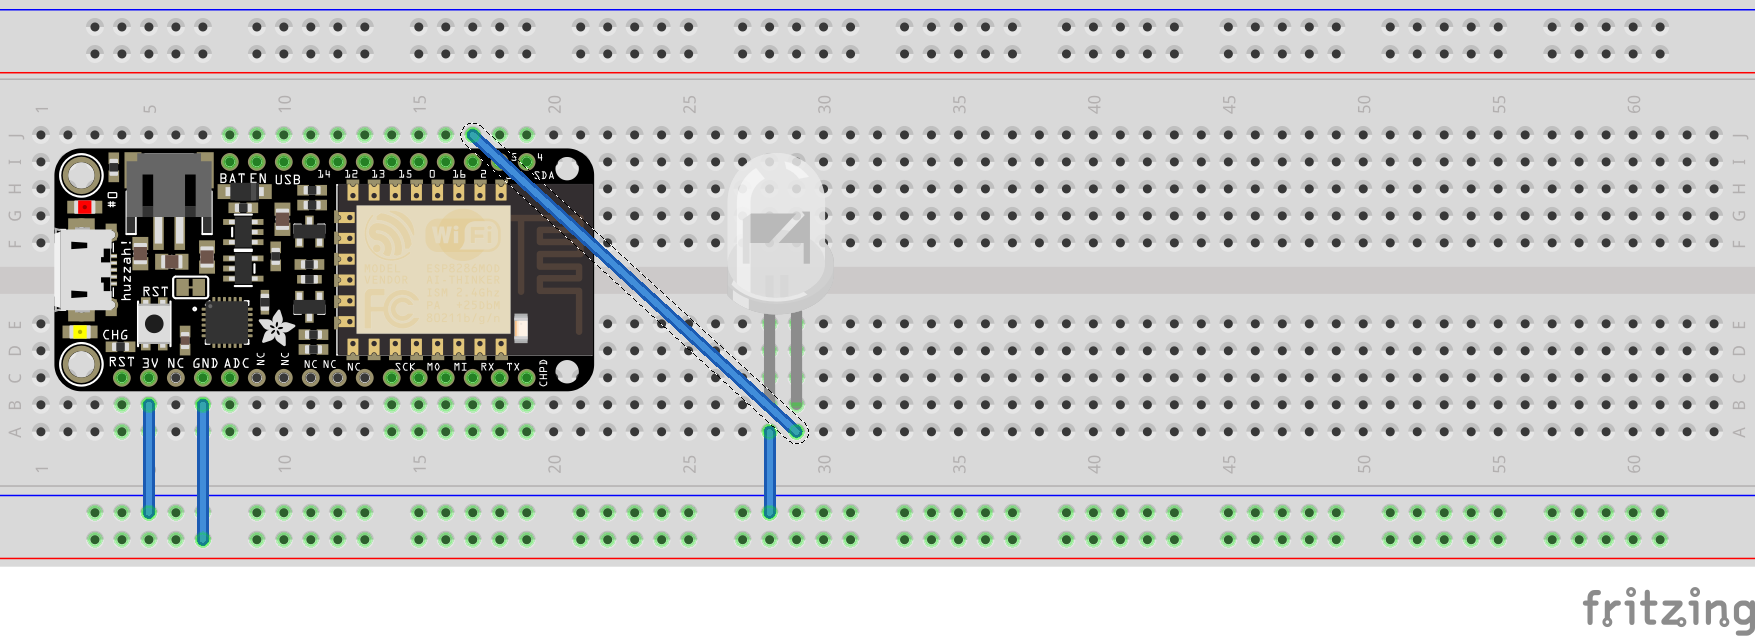 1 5 10 15 20 25 30 35 40 45 50 55 60
J J
I I
H H
G G
F F
BAT EN USB 14 12 13 15 0 16 2 4
SDA
#0
huzzah!
WiFi
FC
RST
CHG
RST 3V NC GND ADC NC NC NC NC NC SCK MO MI RX TX CHPD
E E
D D
C C
B B
A A
1 5 10 15 20 25 30 35 40 45 50 55 60
fritzing